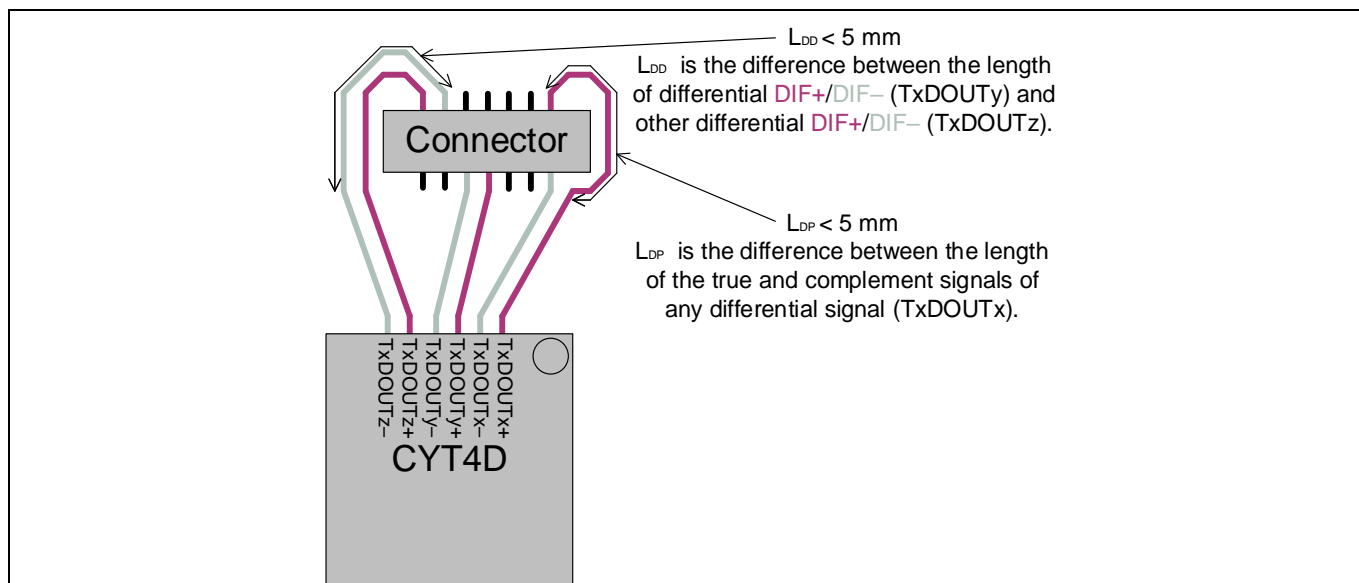 LDD < 5 mm
LDD is the difference between the length
of differential DIF+/DIF– (TxDOUTy) and
other differential DIF+/DIF– (TxDOUTz).
Connector
LDP < 5 mm
LDP is the difference between the length
of the true and complement signals of
any differential signal (TxDOUTx).
TxDOUTz–
TxDOUTz+
TxDOUTy–
TxDOUTy+
TxDOUTx–
TxDOUTx+
CYT4D